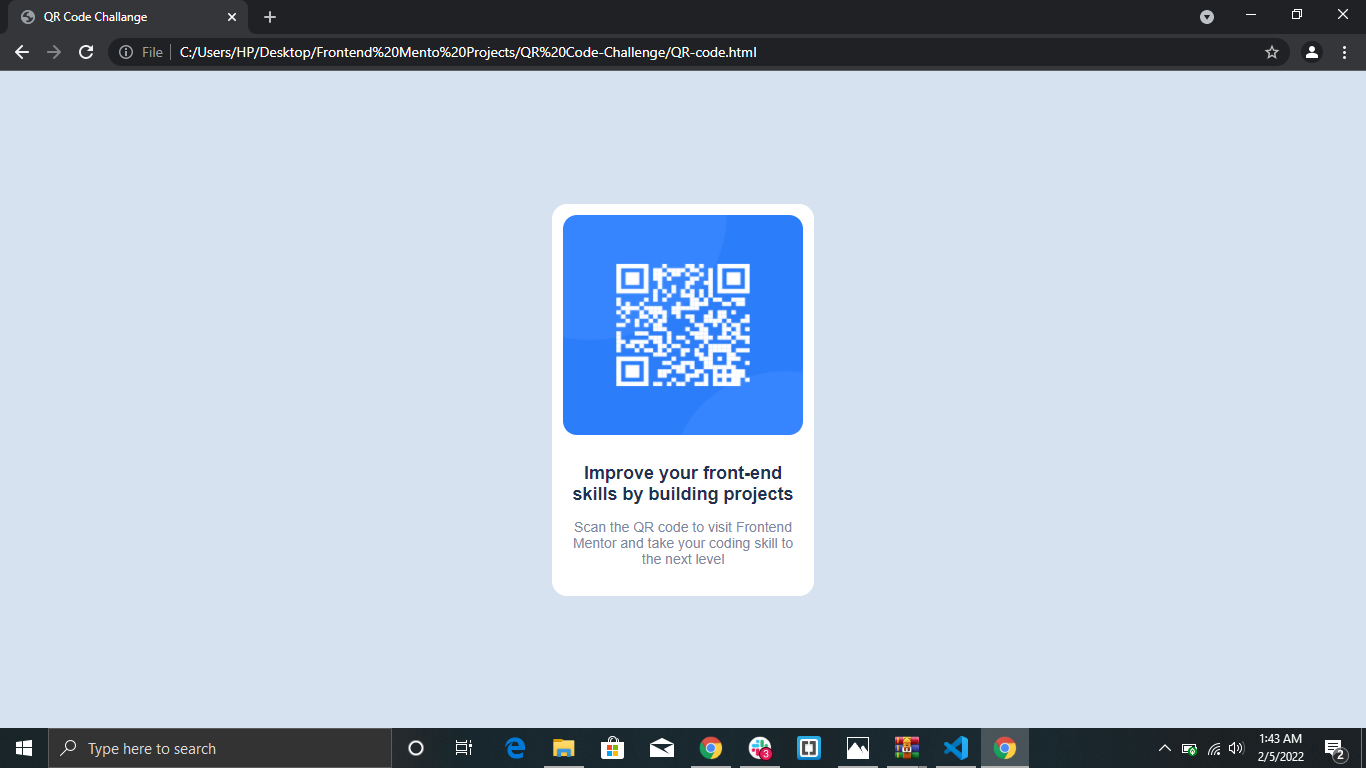 QR Code Challange
File
C:/Users/HP/Desktop/Frontend%20Mento%20Projects/QR%20Code-Challenge/QR-code.html
Improve your front-end
skills by building projects
Scan the QR code to visit Frontend
Mentor and take your coding skill to
the next level
Type here to search
3
1:43 AM
2/5/2022
2